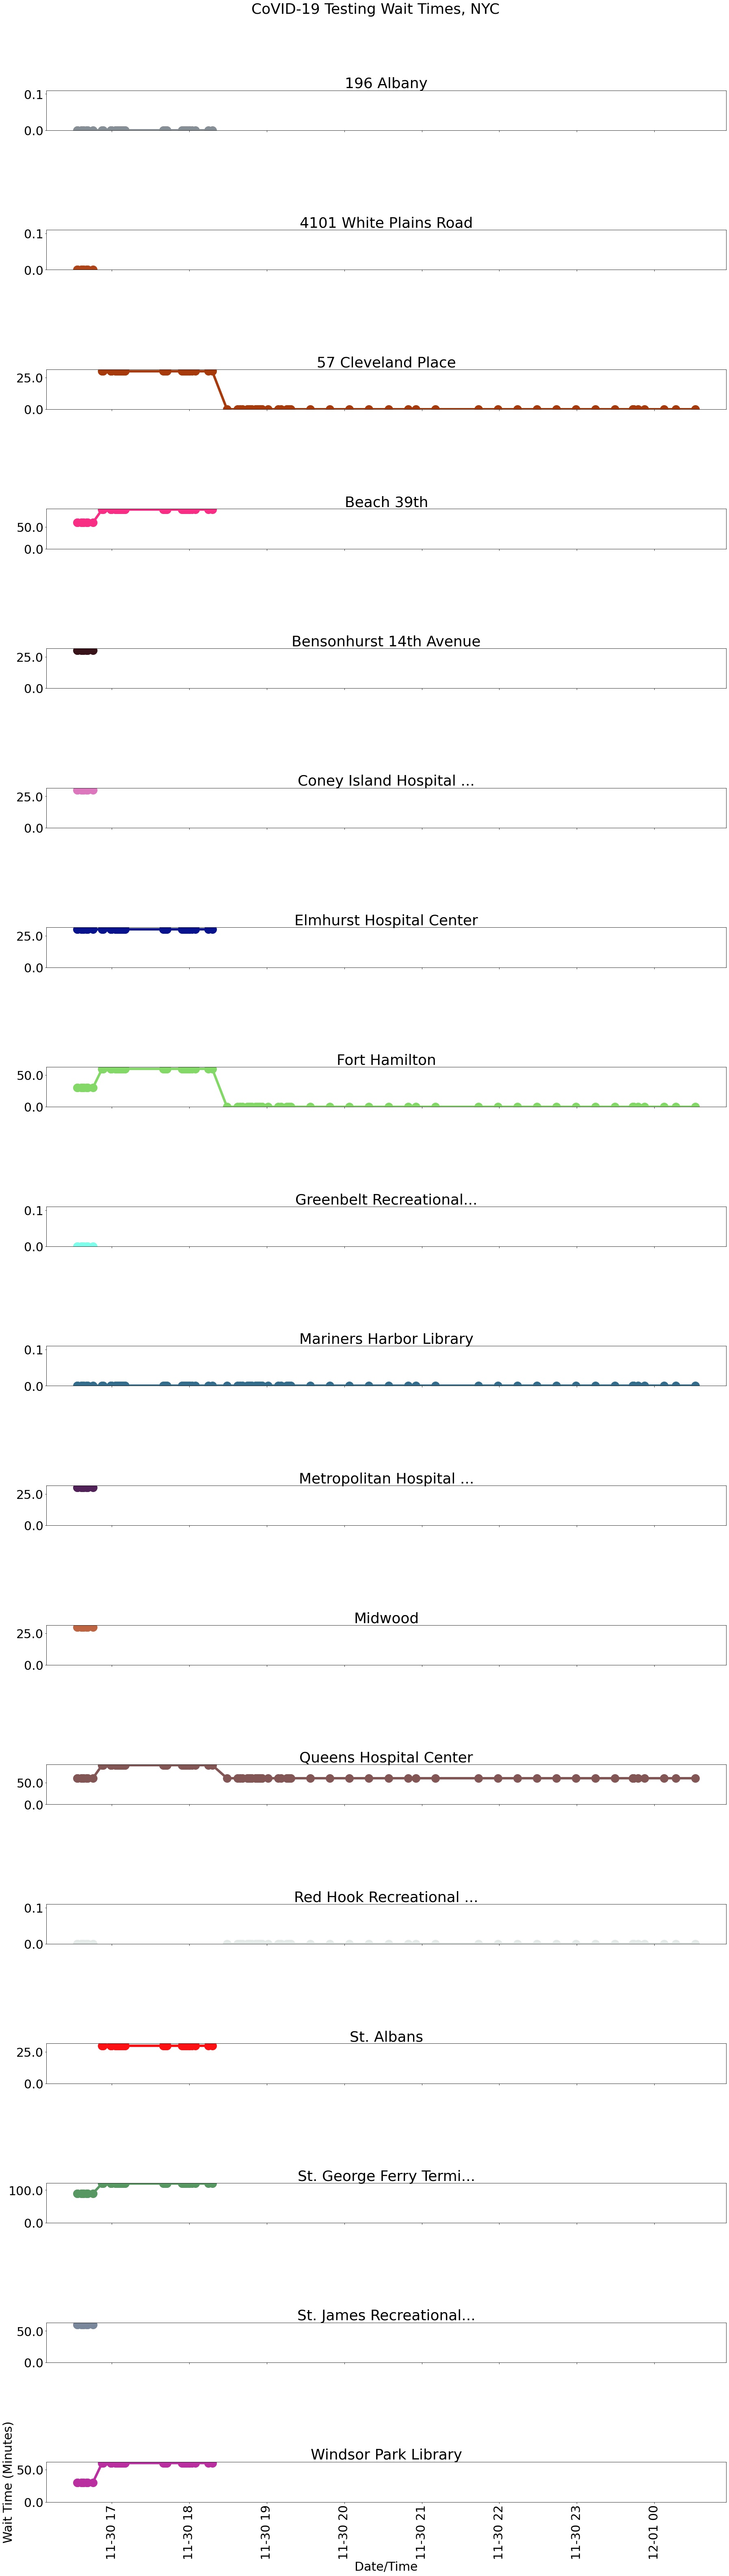 CoVID-19 Testing Wait Times, NYC
196 Albany
0.1
0.0
4101 White Plains Road
0.1
0.0
57 Cleveland Place
25.0
0.0
Beach 39th
50.0
0.0
Bensonhurst 14th Avenue
25.0
0.0
Coney Island Hospital ...
25.0
0.0
Elmhurst Hospital Center
25.0
0.0
Fort Hamilton
50.0
0.0
Greenbelt Recreational...
0.1
0.0
Mariners Harbor Library
0.1
0.0
Metropolitan Hospital ...
25.0
0.0
Midwood
25.0
0.0
Queens Hospital Center
50.0
0.0
Red Hook Recreational ...
0.1
0.0
St. Albans
25.0
0.0
St. George Ferry Termi...
100.0
0.0
St. James Recreational...
50.0
0.0
Windsor Park Library
50.0
0.0
Wait Time (Minutes)
11-30 17
11-30 18
11-30 19
11-30 20
11-30 21
11-30 22
11-30 23
12-01 00
Date/Time